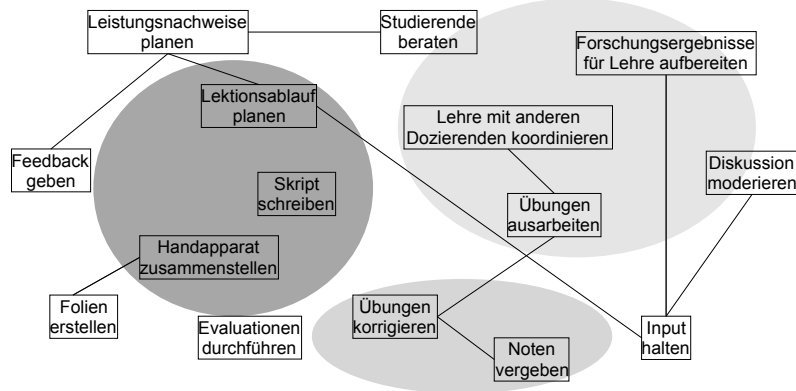 Leistungsnachweise
planen
Studierende
beraten
Forschungsergebnisse
für Lehre aufbereiten
Lektionsablauf
planen
Lehre mit anderen
Dozierenden koordinieren
Feedback
geben
Diskussion
moderieren
Skript
schreiben
Übungen
ausarbeiten
Handapparat
zusammenstellen
Folien
erstellen
Evaluationen
durchführen
Übungen
korrigieren
Input
halten
Noten
vergeben